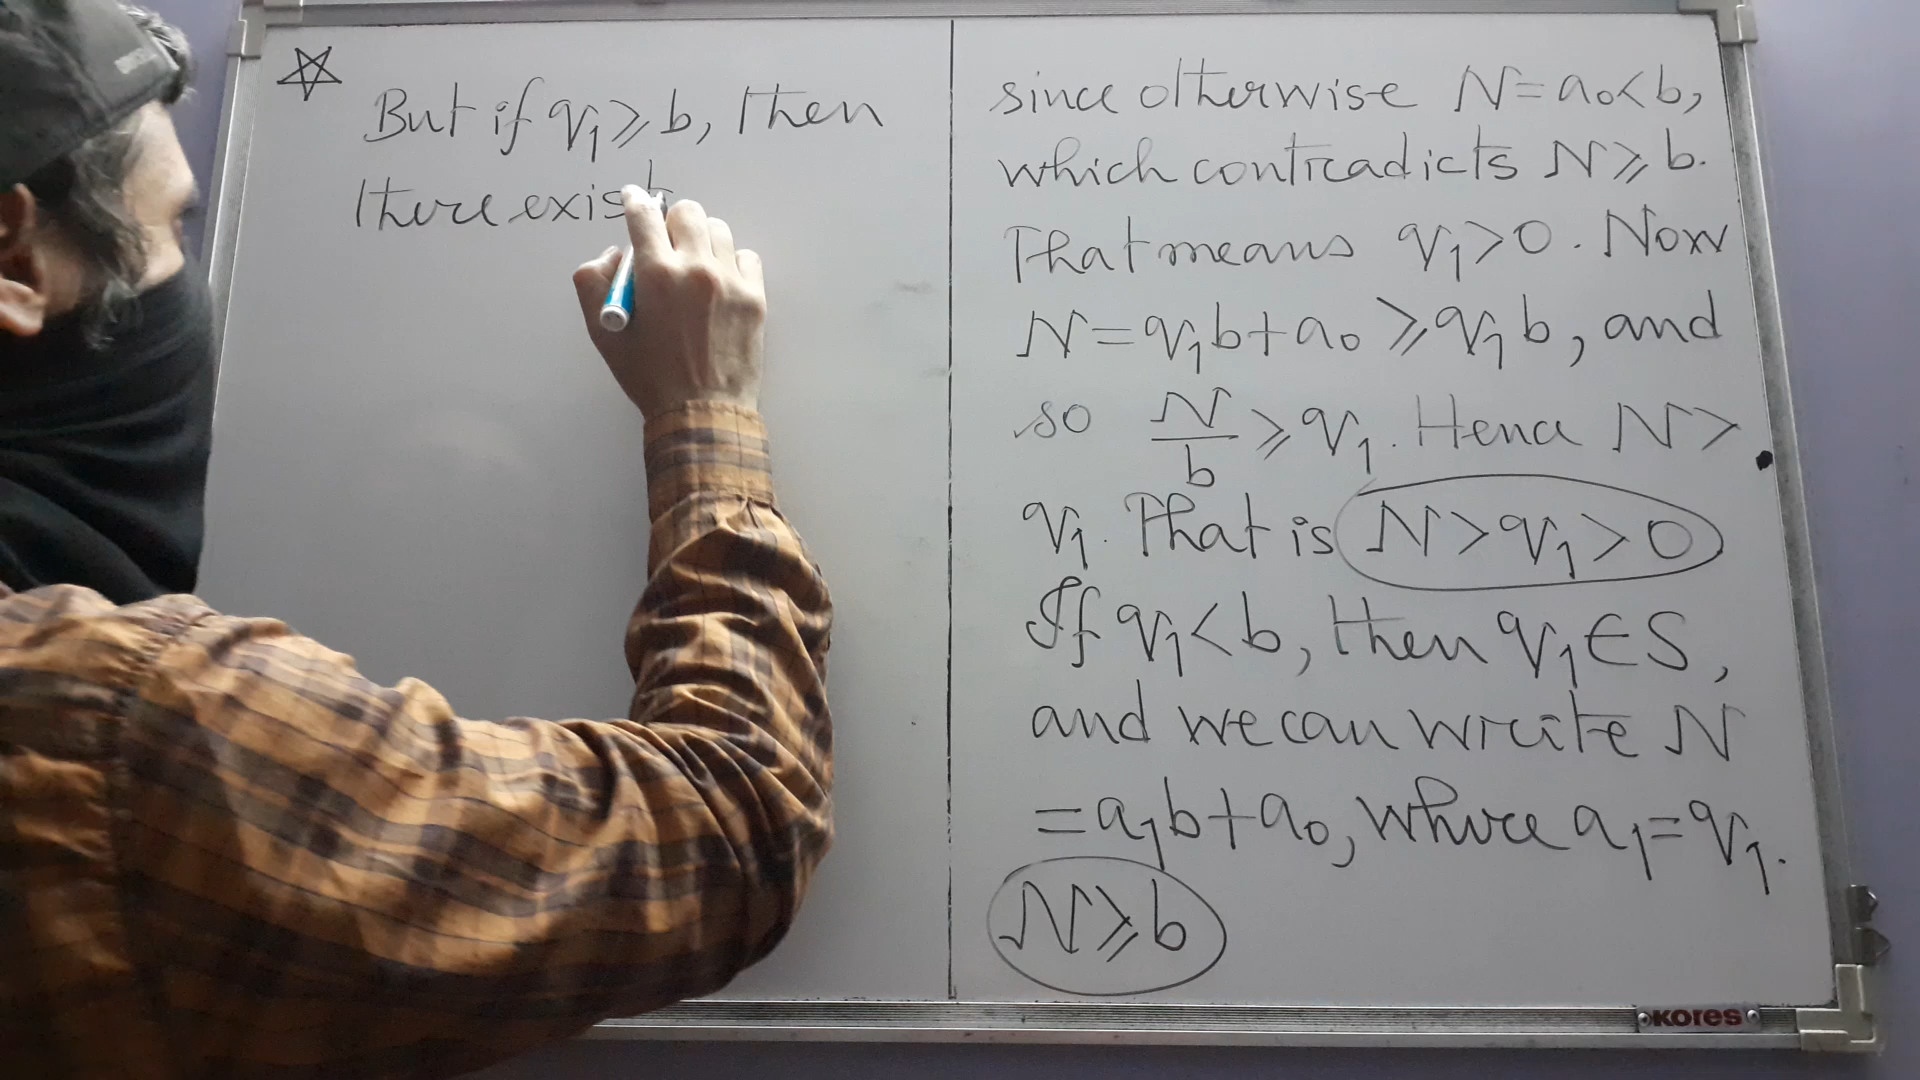 But if q₁ ⩾ b, then
there exist
since otherwise N = a₀ < b,
which contradicts N ⩾ b.
That means q₁ > 0. Now
N = q₁b + a₀ ⩾ q₁b, and
so N/b ⩾ q₁. Hence N >
q₁. That is N > q₁ > 0
If q₁ < b, then q₁ ∈ S,
and we can write N
= a₁b + a₀, where a₁ = q₁.
N ⩾ b
KORES